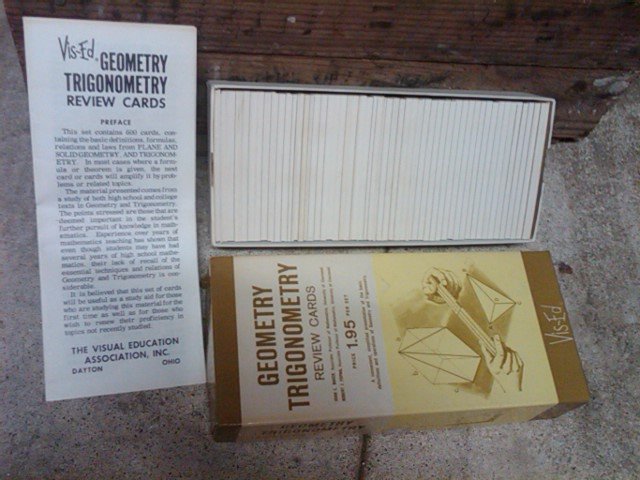 Vis-Ed® GEOMETRY
TRIGONOMETRY
REVIEW CARDS
PREFACE
This set contains 600 cards, con-
taining the basic definitions, formulas,
relations and laws from PLANE AND
SOLID GEOMETRY AND TRIGONOM-
ETRY. In most cases where a form-
ula or theorem is given, the next
card or cards will amplify it by prob-
lems or related topics.
The material presented comes from
a study of both high school and college
texts in Geometry and Trigonometry.
The points stressed are those that are
deemed important in the student's
further pursuit of knowledge in math-
ematics. Experience over years of
mathematics teaching has shown that
even though students may have had
several years of high school mathe-
matics, their lack of recall of the
essential techniques and relations of
Geometry and Trigonometry is con-
siderable.
It is believed that this set of cards
will be useful as a study aid for those
who are studying this material for the
first time as well as for those who
wish to renew their proficiency in
topics not recently studied.
THE VISUAL EDUCATION
ASSOCIATION, INC.
DAYTON OHIO
GEOMETRY
TRIGONOMETRY
REVIEW CARDS
PRICE 1.95 PER SET
Vis-Ed
GEOMETRY
TRIGONOMETRY